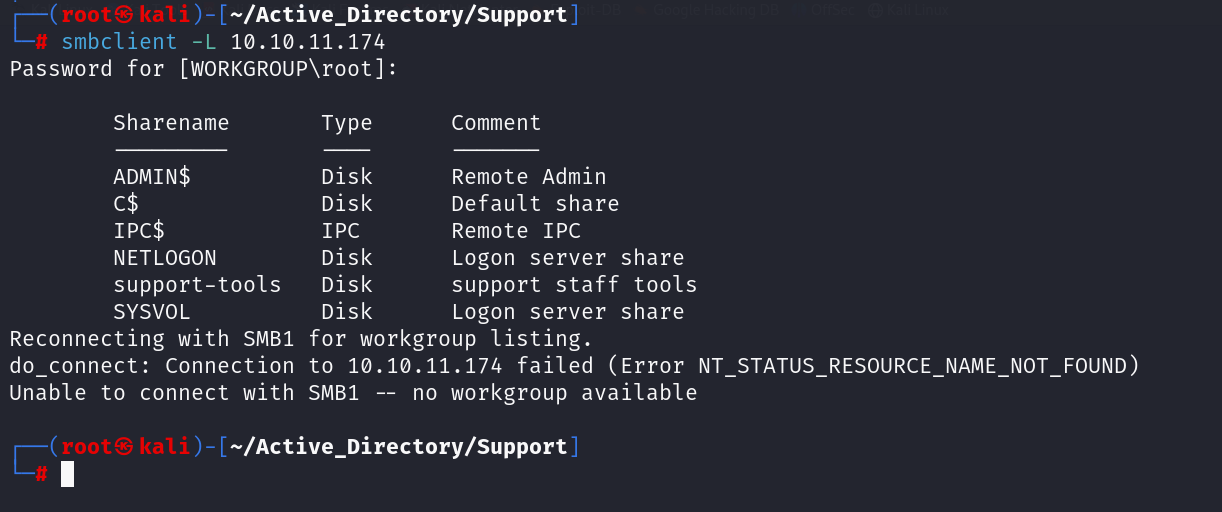 ┌──(root㉿kali)-[~/Active_Directory/Support]
└─# smbclient -L 10.10.11.174
Password for [WORKGROUP\root]:
Sharename       Type      Comment
---------       ----      -------
ADMIN$          Disk      Remote Admin
C$              Disk      Default share
IPC$            IPC       Remote IPC
NETLOGON        Disk      Logon server share
support-tools   Disk      support staff tools
SYSVOL          Disk      Logon server share
Reconnecting with SMB1 for workgroup listing.
do_connect: Connection to 10.10.11.174 failed (Error NT_STATUS_RESOURCE_NAME_NOT_FOUND)
Unable to connect with SMB1 -- no workgroup available
┌──(root㉿kali)-[~/Active_Directory/Support]
└─#